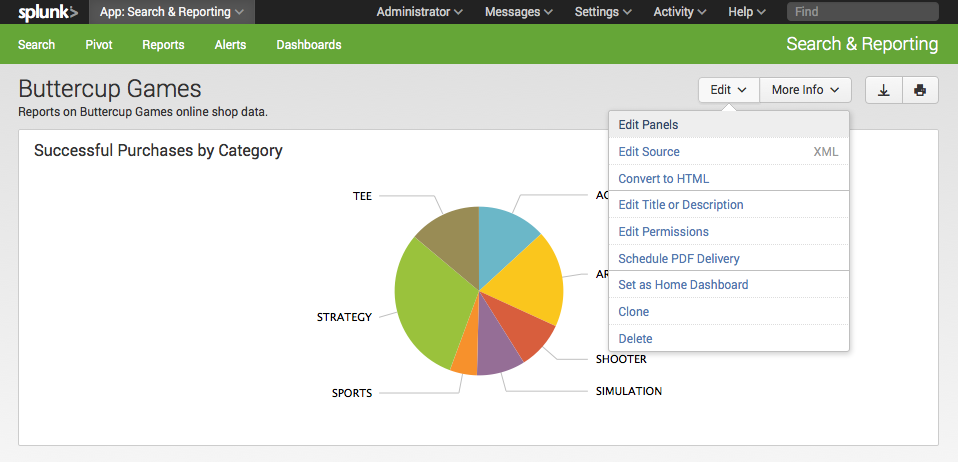 splunk> App: Search & Reporting Administrator Messages Settings Activity Help Find
Search Pivot Reports Alerts Dashboards Search & Reporting
Buttercup Games Edit More Info
Reports on Buttercup Games online shop data.
Successful Purchases by Category
Edit Panels
Edit Source XML
Convert to HTML
Edit Title or Description
Edit Permissions
Schedule PDF Delivery
Set as Home Dashboard
Clone
Delete
TEE
STRATEGY
SPORTS
SHOOTER
SIMULATION